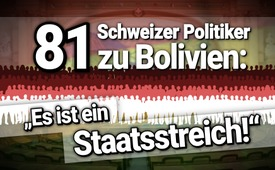 81 Schweizer Politiker
zu Bolivien:
„Es ist ein
Staatsstreich!“